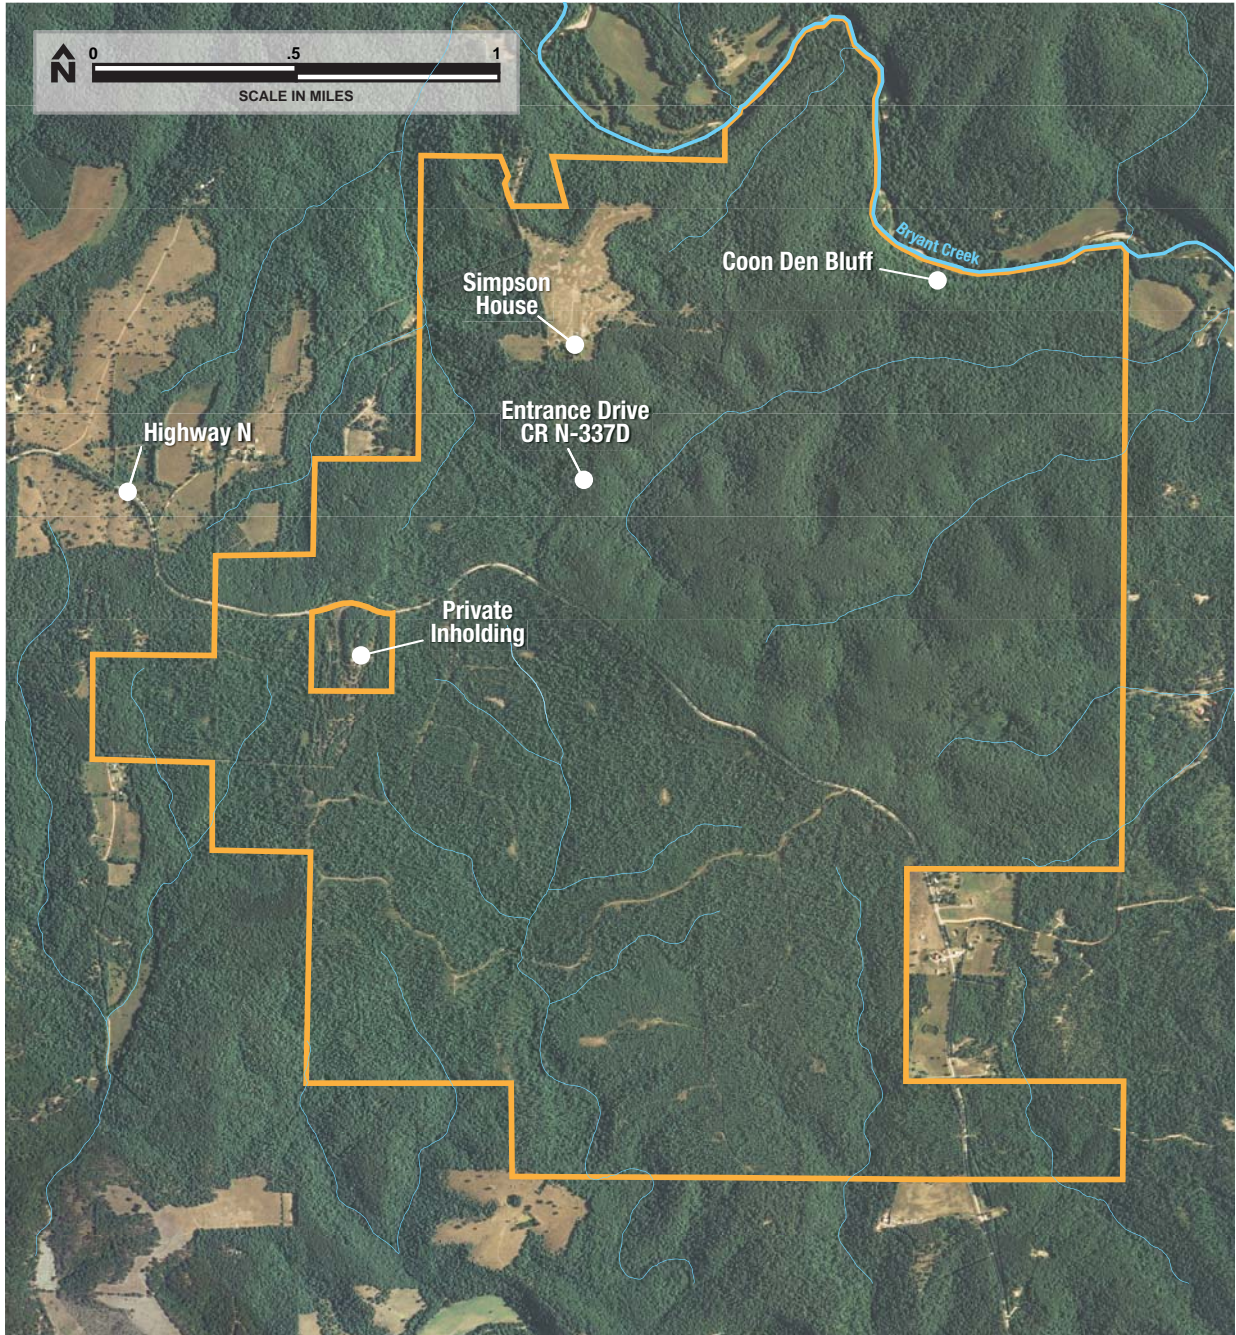 0 .5 1
N
SCALE IN MILES
Bryant Creek
Coon Den Bluff
Simpson
House
Entrance Drive
CR N-337D
Highway N
Private
Inholding